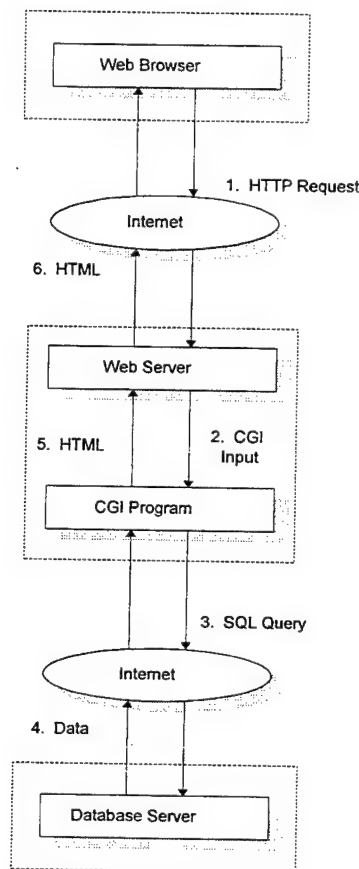 Web Browser
1. HTTP Request
Internet
6. HTML
Web Server
5. HTML
2. CGI
Input
CGI Program
3. SQL Query
Internet
4. Data
Database Server